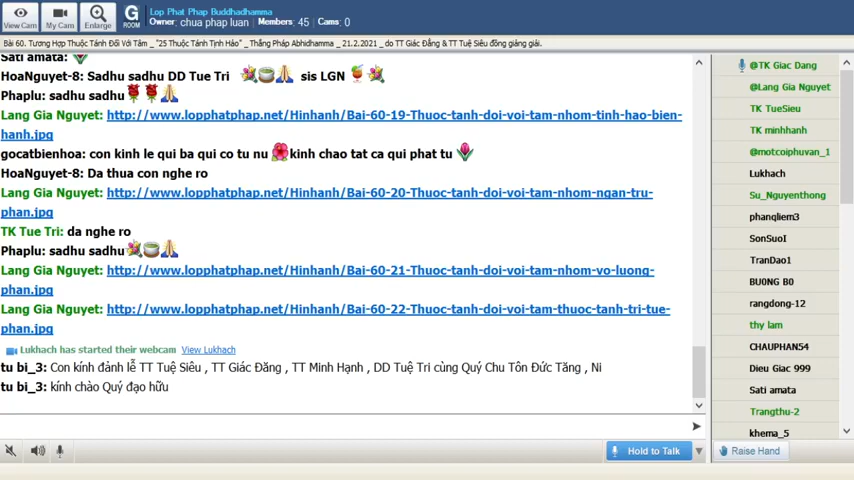 View Cam
My Cam
Enlarge
G
ROOM
Lop Phat Phap Buddhadhamma
Owner: chua phap luan Members: 45 Cams: 0
Bài 60. Tương Hợp Thuộc Tánh Đối Với Tâm _ "25 Thuộc Tánh Tịnh Hảo" _ Thắng Pháp Abhidhamma _ 21.2.2021 _ do TT Giác Đẳng & TT Tuệ Siêu đồng giảng giải.
Sati amata:
HoaNguyet-8: Sadhu sadhu DD Tue Tri sis LGN
Phaplu: sadhu sadhu
Lang Gia Nguyet: http://www.lopphatphap.net/Hinhanh/Bai-60-19-Thuoc-tanh-doi-voi-tam-nhom-tinh-hao-bien-
hanh.jpg
gocatbienhoa: con kinh le qui ba qui co tu nu kinh chao tat ca qui phat tu
HoaNguyet-8: Da thua con nghe ro
Lang Gia Nguyet: http://www.lopphatphap.net/Hinhanh/Bai-60-20-Thuoc-tanh-doi-voi-tam-nhom-ngan-tru-
phan.jpg
TK Tue Tri: da nghe ro
Phaplu: sadhu sadhu
Lang Gia Nguyet: http://www.lopphatphap.net/Hinhanh/Bai-60-21-Thuoc-tanh-doi-voi-tam-nhom-vo-luong-
phan.jpg
Lang Gia Nguyet: http://www.lopphatphap.net/Hinhanh/Bai-60-22-Thuoc-tanh-doi-voi-tam-thuoc-tanh-tri-tue-
phan.jpg
Lukhach has started their webcam View Lukhach
tu bi_3: Con kính đảnh lễ TT Tuệ Siêu , TT Giác Đăng , TT Minh Hạnh , DD Tuệ Tri cùng Quý Chu Tôn Đức Tăng , Ni
tu bi_3: kính chào Quý đạo hữu
Hold to Talk
@TK Giac Dang
@Lang Gia Nguyet
TK TueSieu
TK minhhanh
@motcoiphuvan_1
Lukhach
Su_Nguyenthong
phanqliem3
SonSuoI
TranDao1
BU0NG B0
rangdong-12
thy lam
CHAUPHAN54
Dieu Giac 999
Sati amata
Trangthu-2
khema_5
Raise Hand